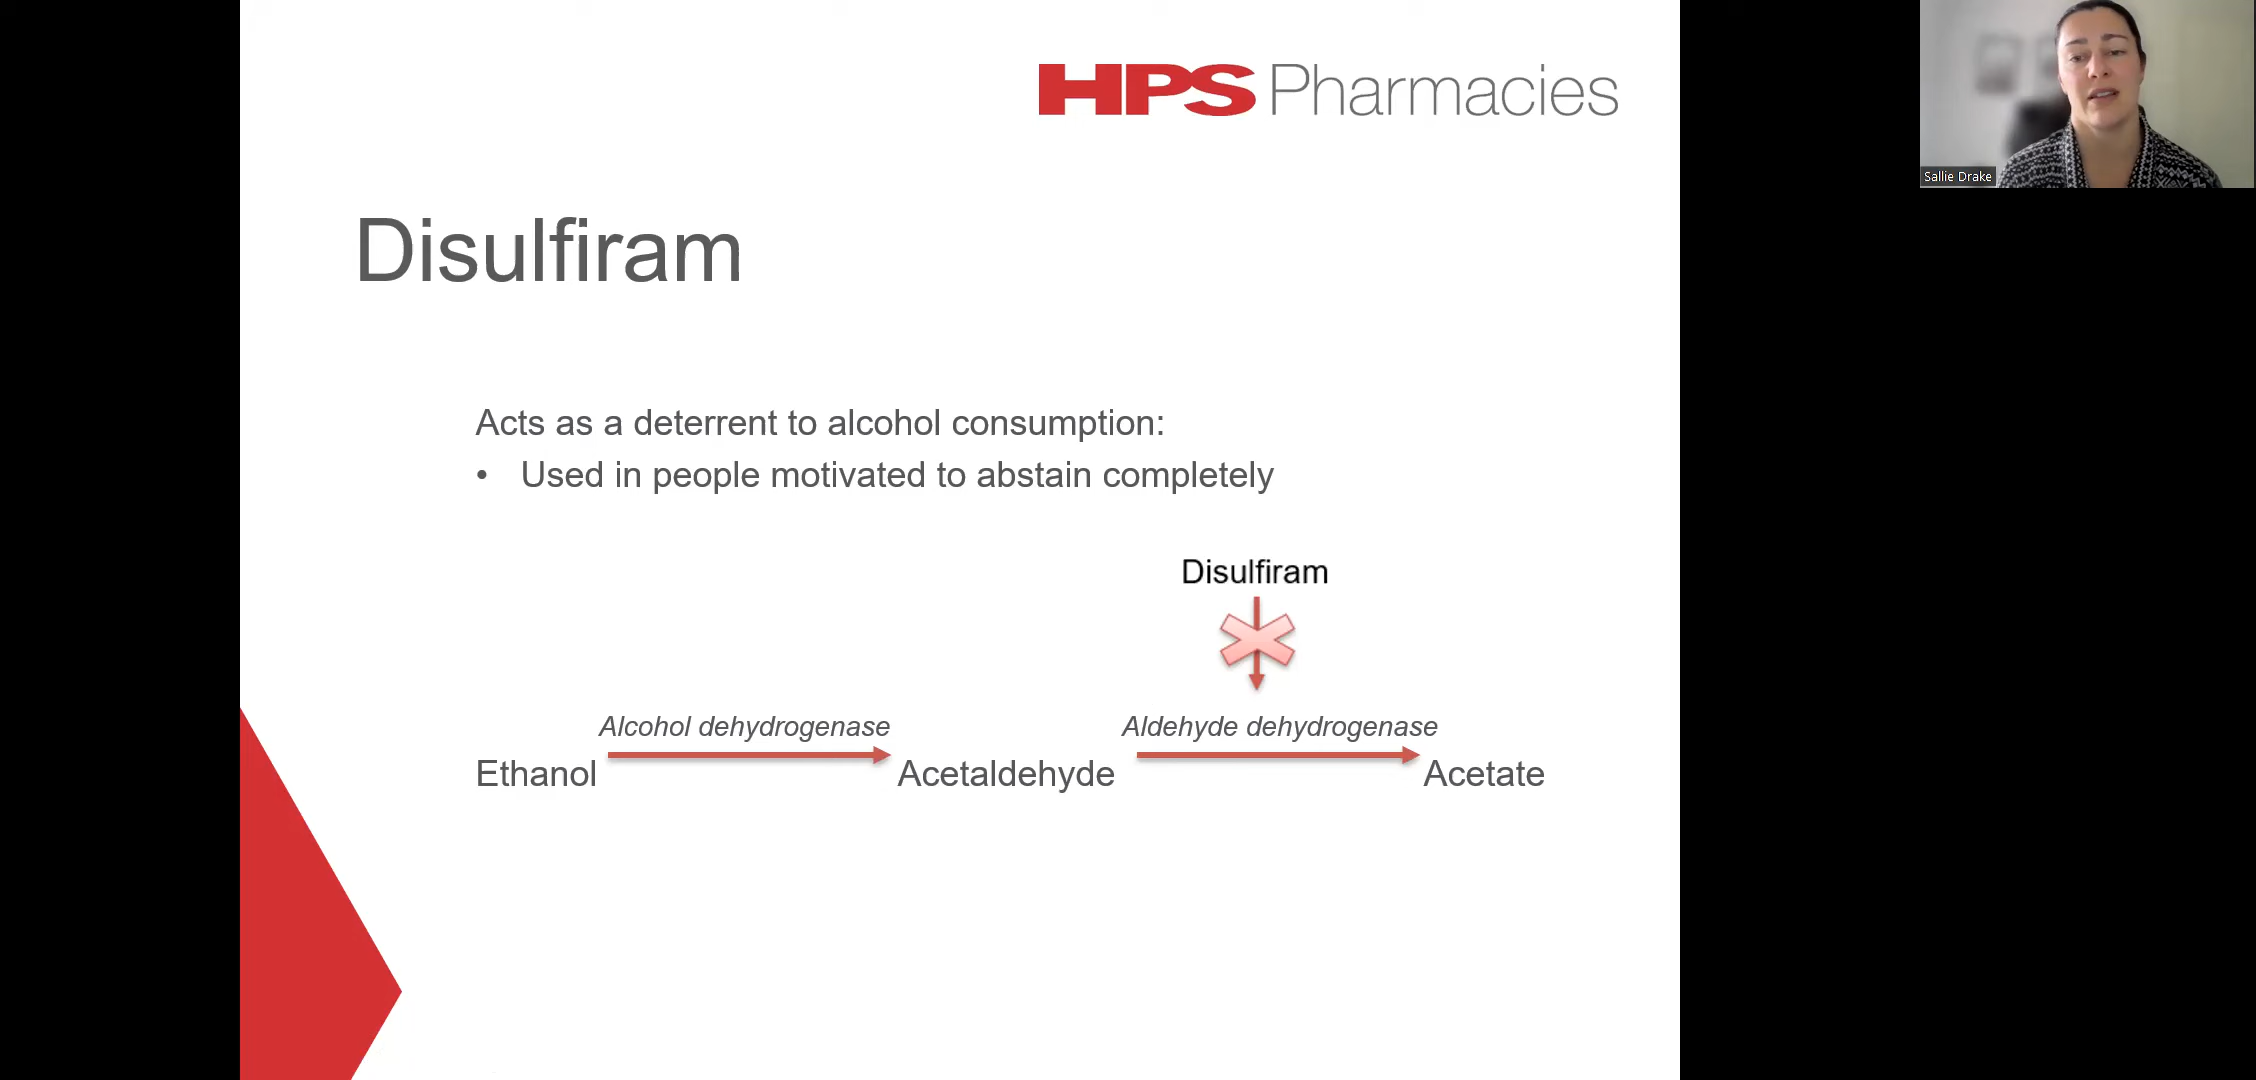 HPS Pharmacies
Sallie Drake
Disulfiram
Acts as a deterrent to alcohol consumption:
• Used in people motivated to abstain completely
Disulfiram
Alcohol dehydrogenase
Aldehyde dehydrogenase
Ethanol
Acetaldehyde
Acetate